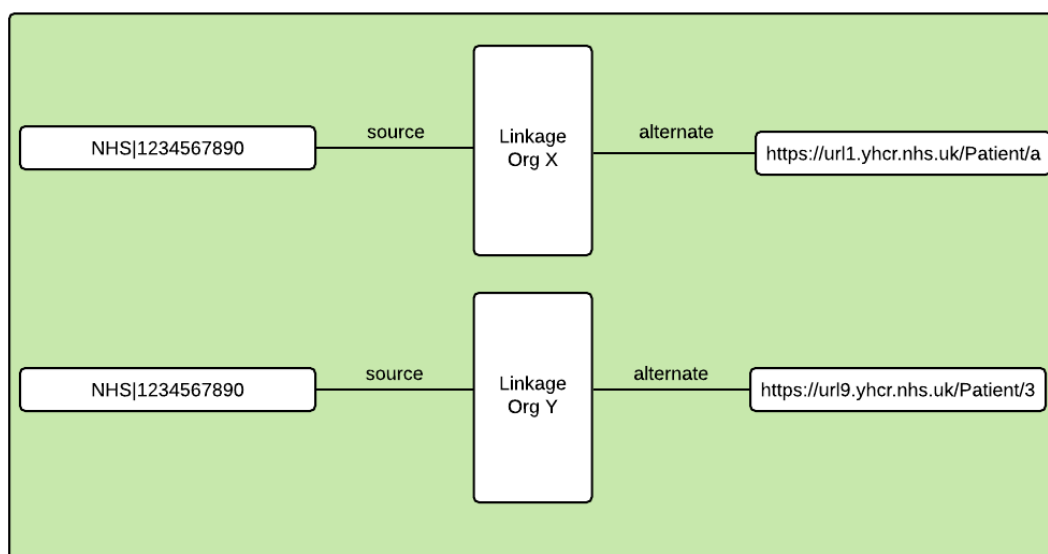 NHS|1234567890
source
Linkage
Org X
alternate
https://url1.yhcr.nhs.uk/Patient/a
NHS|1234567890
source
Linkage
Org Y
alternate
https://url9.yhcr.nhs.uk/Patient/3